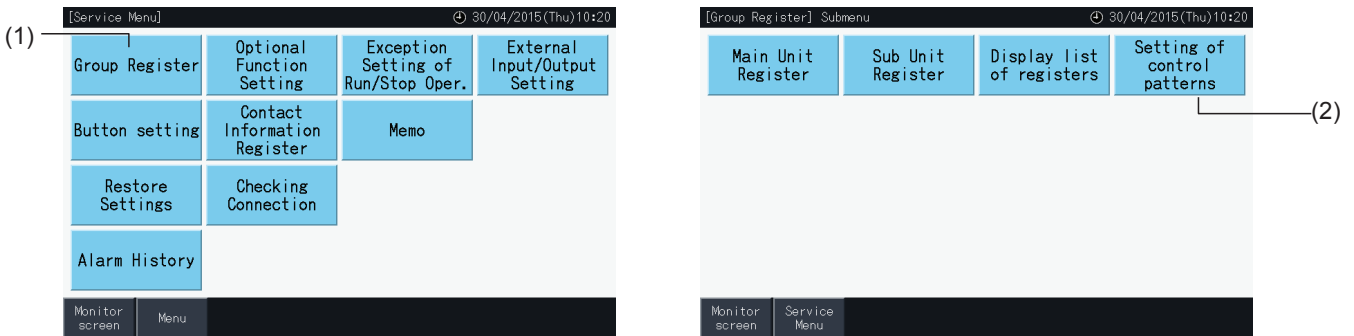 [Service Menu] 30/04/2015(Thu)10:20
(1)
Group Register
Optional
Function
Setting
Exception
Setting of
Run/Stop Oper.
External
Input/Output
Setting
Button setting
Contact
Information
Register
Memo
Restore
Settings
Checking
Connection
Alarm History
Monitor
screen
Menu
[Group Register] Submenu 30/04/2015(Thu)10:20
Main Unit
Register
Sub Unit
Register
Display list
of registers
Setting of
control
patterns
(2)
Monitor
screen
Service
Menu